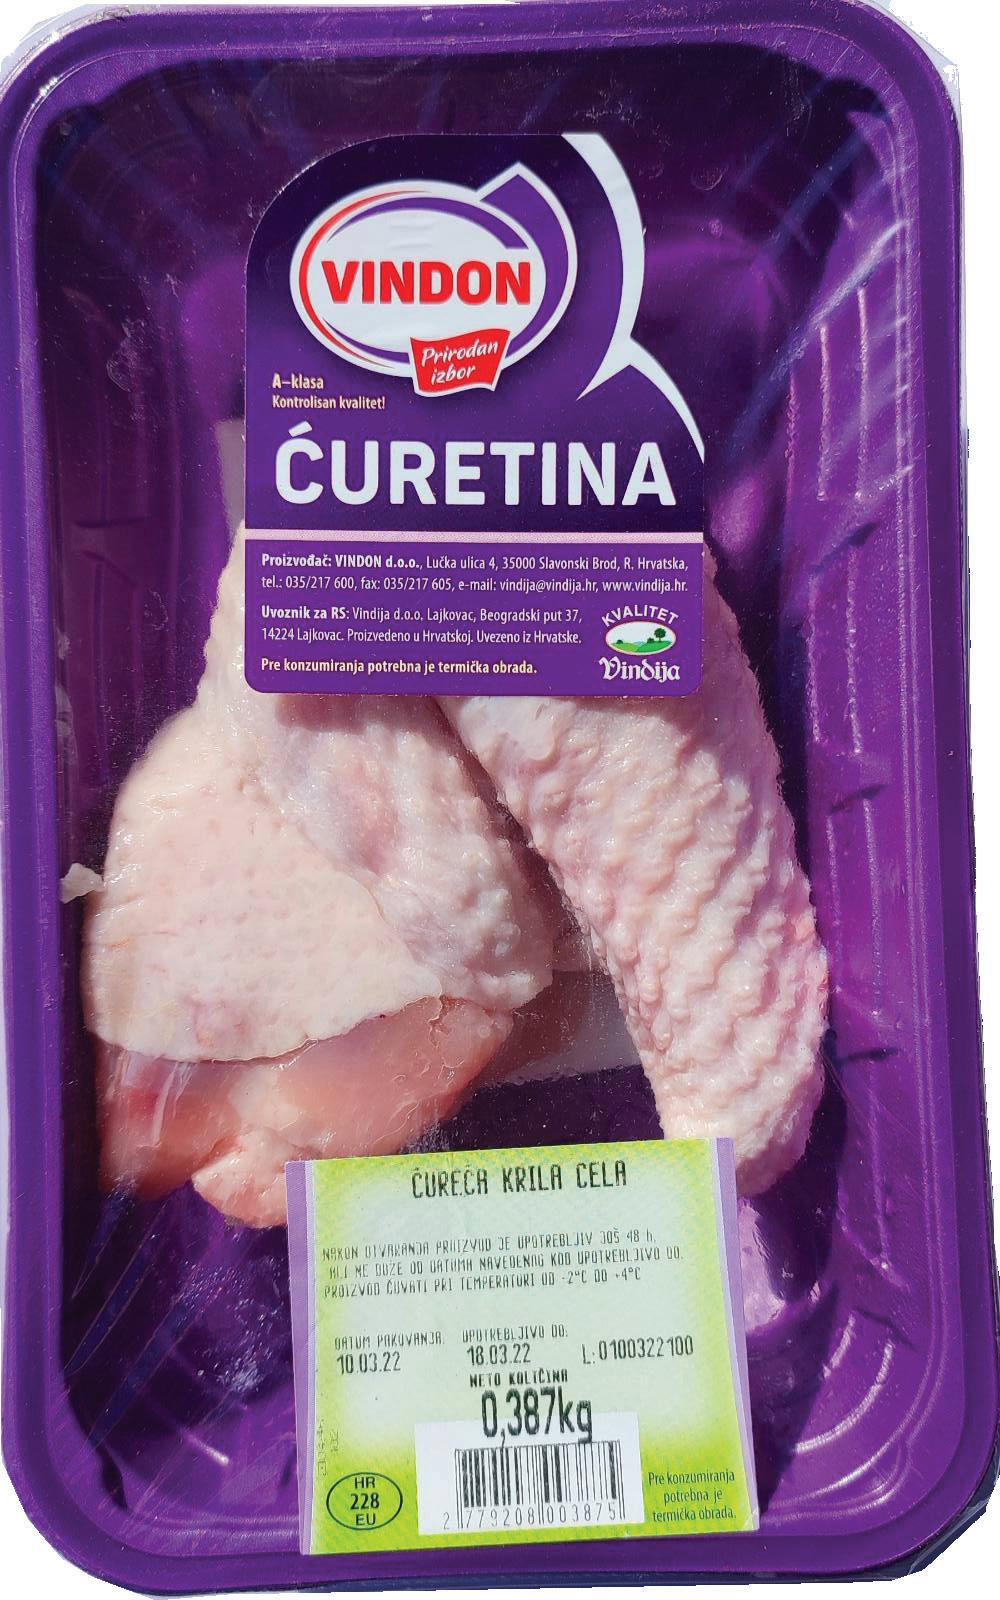 VINDON
Prirodan
izbor
A–klasa
Kontrolisan kvalitet!
ĆURETINA
Proizvođač: VINDON d.o.o., Lučka ulica 4, 35000 Slavonski Brod, R. Hrvatska,
tel.: 035/217 600, fax: 035/217 605, e-mail: vindija@vindija.hr, www.vindija.hr.
Uvoznik za RS: Vindija d.o.o. Lajkovac, Beogradski put 37,
14224 Lajkovac. Proizvedeno u Hrvatskoj. Uvezeno iz Hrvatske.
Pre konzumiranja potrebna je termička obrada.
KVALITET
Vindija
ĆUREĆA KRILA CELA
NAKON OTVARANJA PROIZVOD JE UPOTREBLJIV JOŠ 48 h,
ALI NE DUŽE OD DATUMA NAVEDENOG KOD UPOTREBLJIVO DO.
PROIZVOD ČUVATI PRI TEMPERATURI OD -2°C DO +4°C
DATUM PAKOVANJA: UPOTREBLJIVO DO:
10.03.22 18.03.22 L:0100322100
NETO KOLIČINA
0,387kg
HR
228
EU
2 779208 003875
Pre konzumiranja
potrebna je
termička obrada.